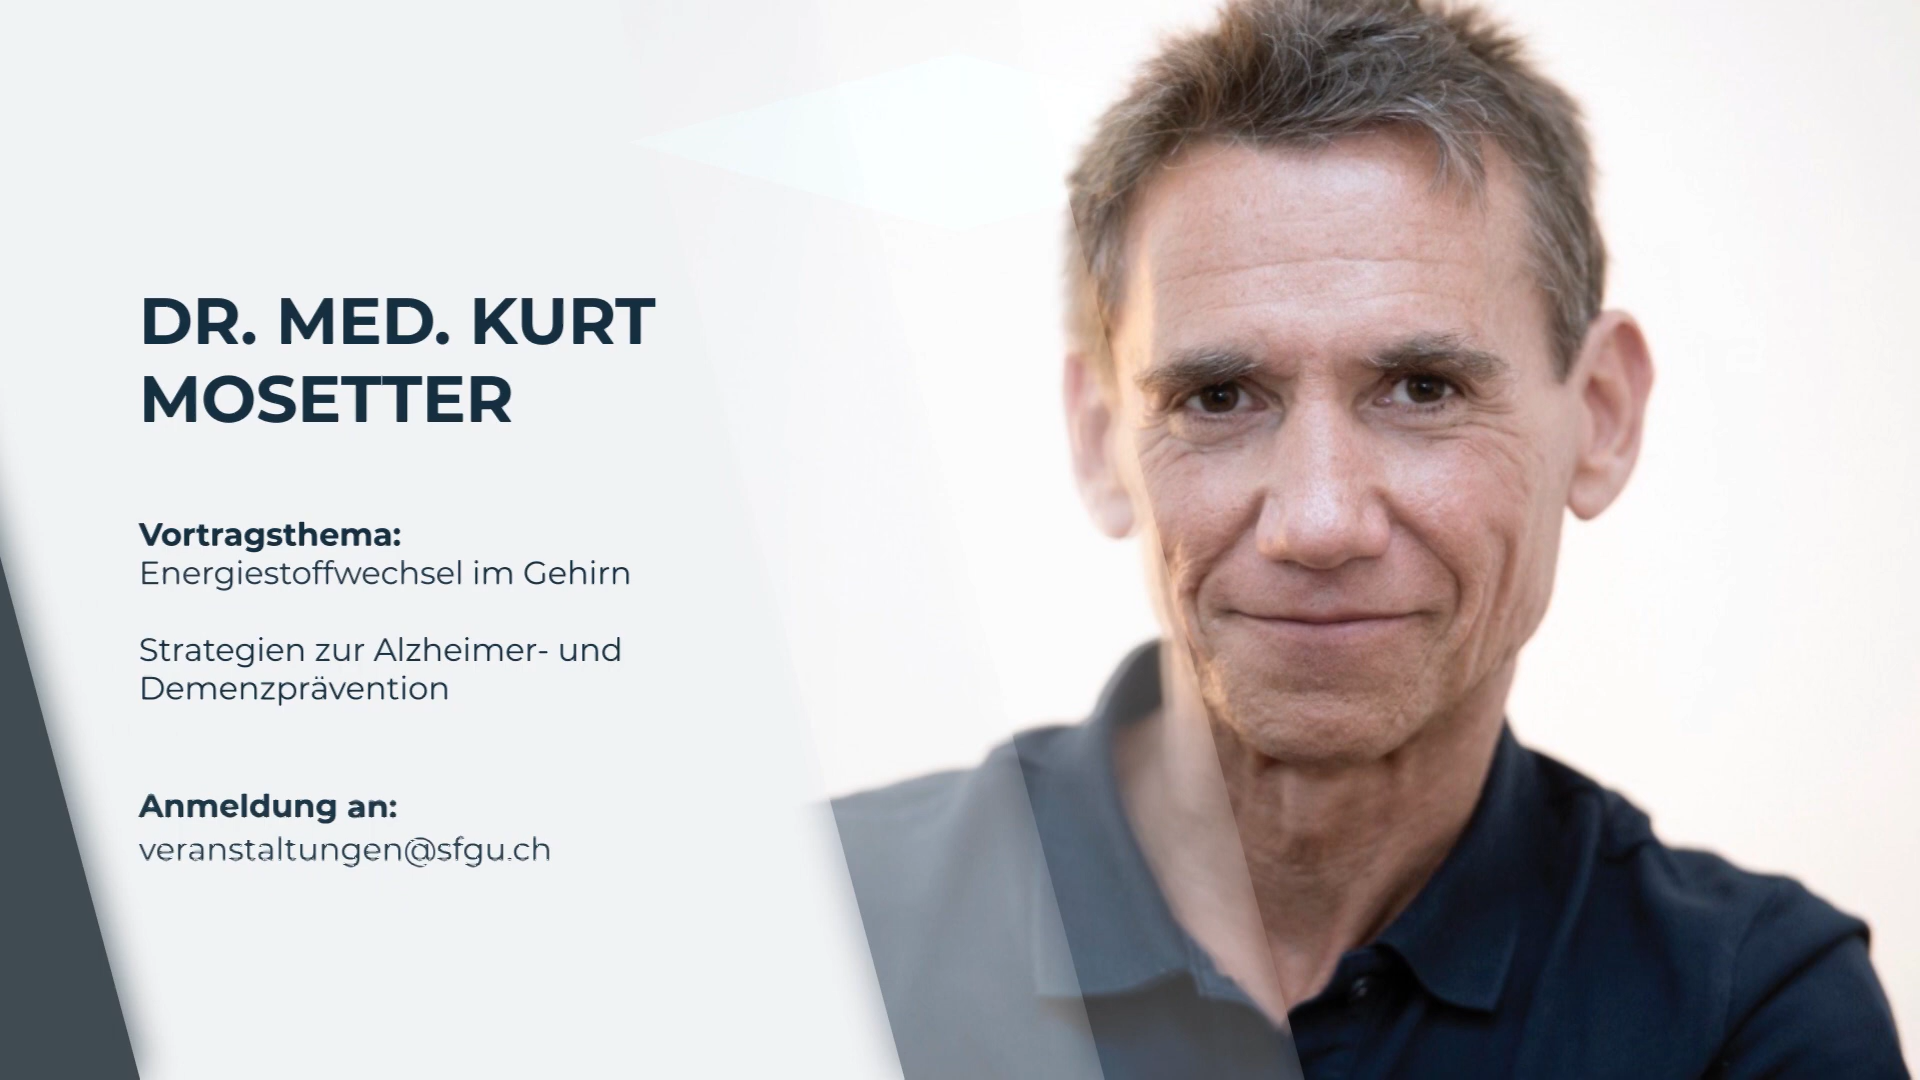 DR. MED. KURT
MOSETTER
Vortragsthema:
Energiestoffwechsel im Gehirn
Strategien zur Alzheimer- und
Demenzprävention
Anmeldung an:
veranstaltungen@sfgu.ch